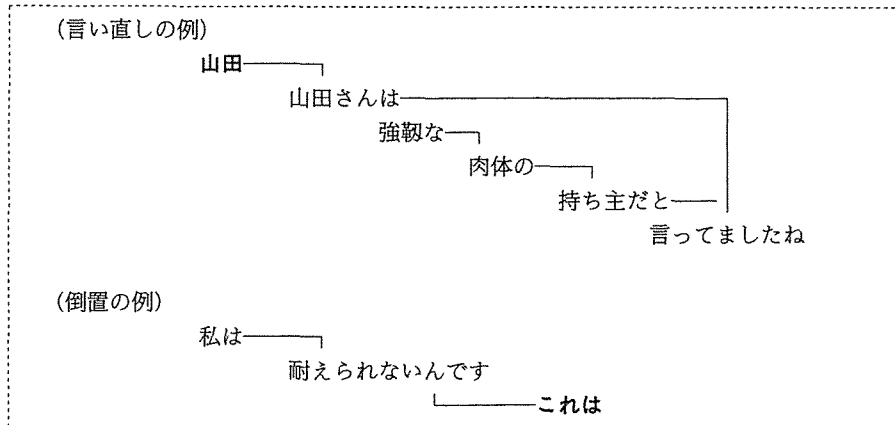 (言い直しの例)
山田
山田さんは
強靱な
肉体の
持ち主だと
言ってましたね
(倒置の例)
私は
耐えられないんです
これは